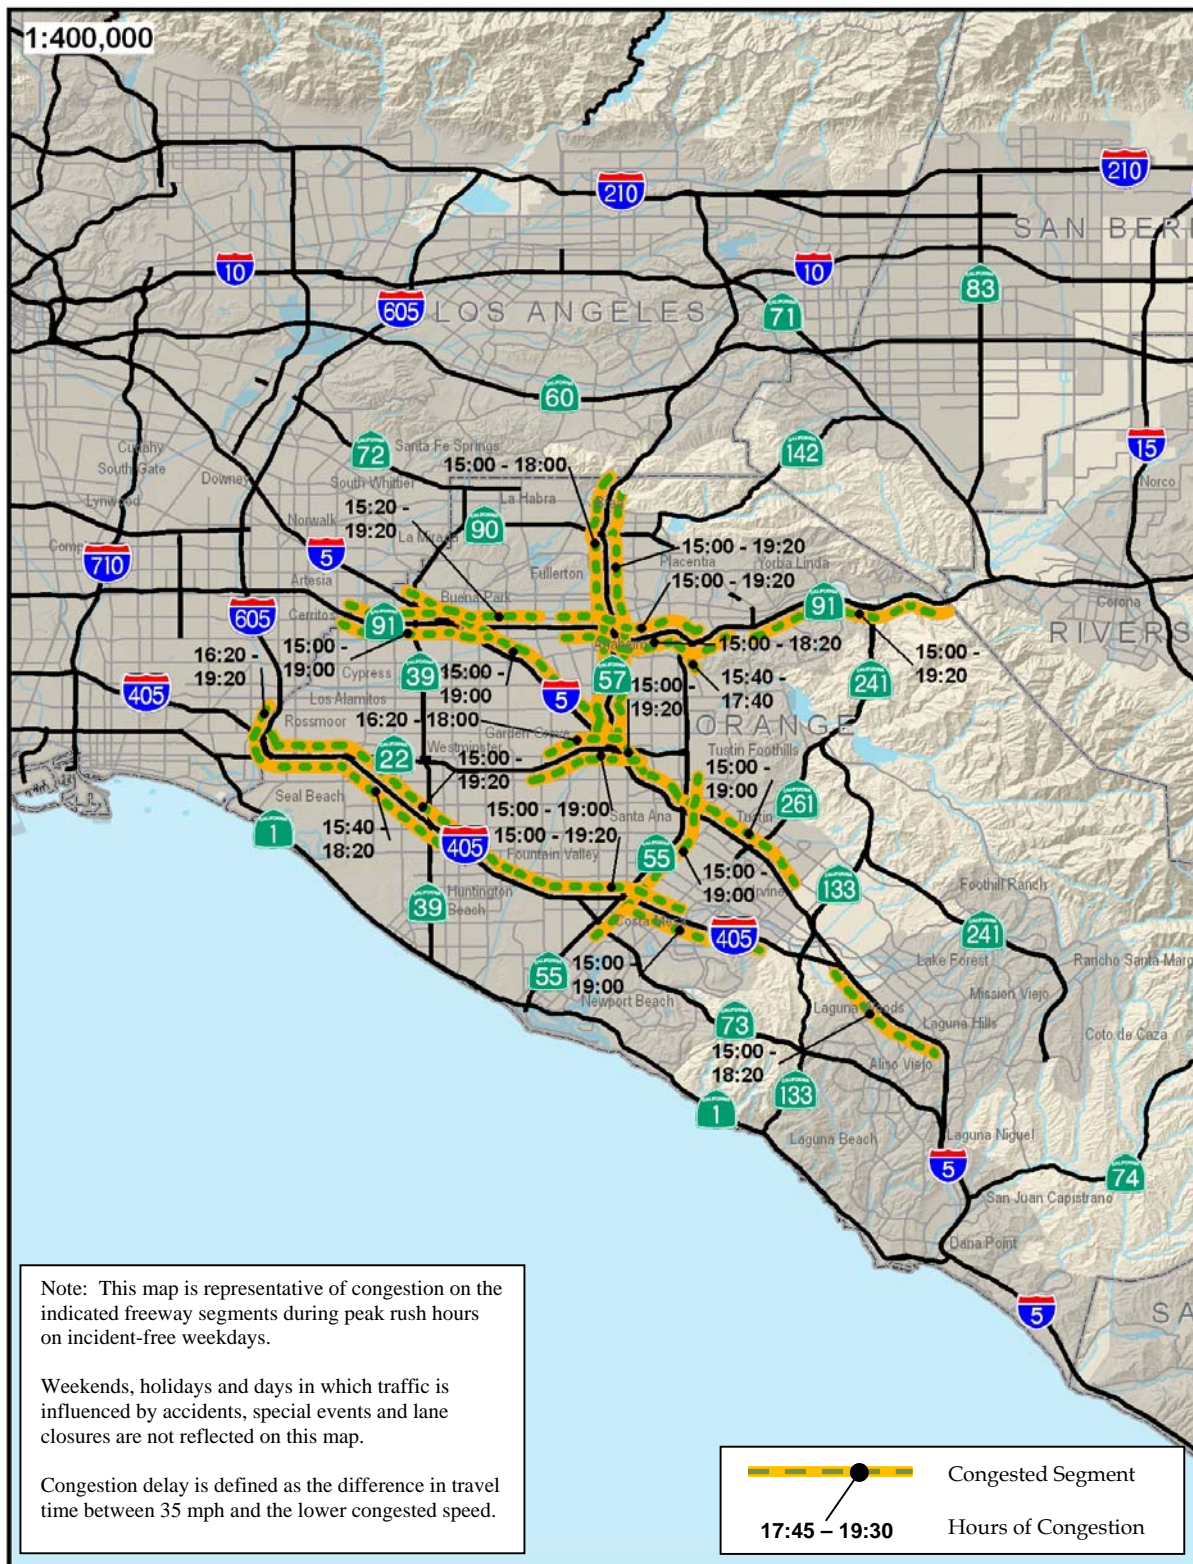 1:400,000
210
210
SAN BER
10
10
83
605
LOS ANGELES
71
60
15
142
72
Santa Fe Springs
Cudahy
South Gate
Downey
South Whittier
15:00 - 18:00
Norco
Lynwood
La Habra
15:20 -
19:20
Norwalk
La Mirada
90
5
710
15:00 - 19:20
Placentia
Yorba Linda
Fullerton
15:00 - 19:20
Artesia
Buena Park
91
Corona
605
Cerritos
91
RIVERS
Anaheim
15:00 - 18:20
15:00 -
19:20
16:20 -
19:20
15:00 -
19:00
Cypress
39
15:00 -
19:00
57
15:40 -
17:40
241
405
Los Alamitos
5
15:00 -
19:20
Rossmoor
16:20 - 18:00
Garden Grove
ORANGE
22
Westminster
15:00 -
19:20
Tustin Foothills
15:00 -
19:00
Seal Beach
15:00 - 19:00
Santa Ana
261
1
15:40 -
18:20
15:00 - 19:20
Tustin
405
Fountain Valley
55
15:00 -
19:00
Irvine
133
Foothill Ranch
39
Huntington
Beach
Costa Mesa
405
241
Lake Forest
Rancho Santa Marg
15:00 -
19:00
55
Newport Beach
Mission Viejo
Laguna Woods
73
Laguna Hills
Coto de Caza
15:00 -
18:20
Aliso Viejo
133
1
Laguna Beach
Laguna Niguel
5
74
San Juan Capistrano
Dana Point
5
SA
Note: This map is representative of congestion on the
indicated freeway segments during peak rush hours
on incident-free weekdays.
Weekends, holidays and days in which traffic is
influenced by accidents, special events and lane
closures are not reflected on this map.
Congestion delay is defined as the difference in travel
time between 35 mph and the lower congested speed.
Congested Segment
17:45 – 19:30
Hours of Congestion